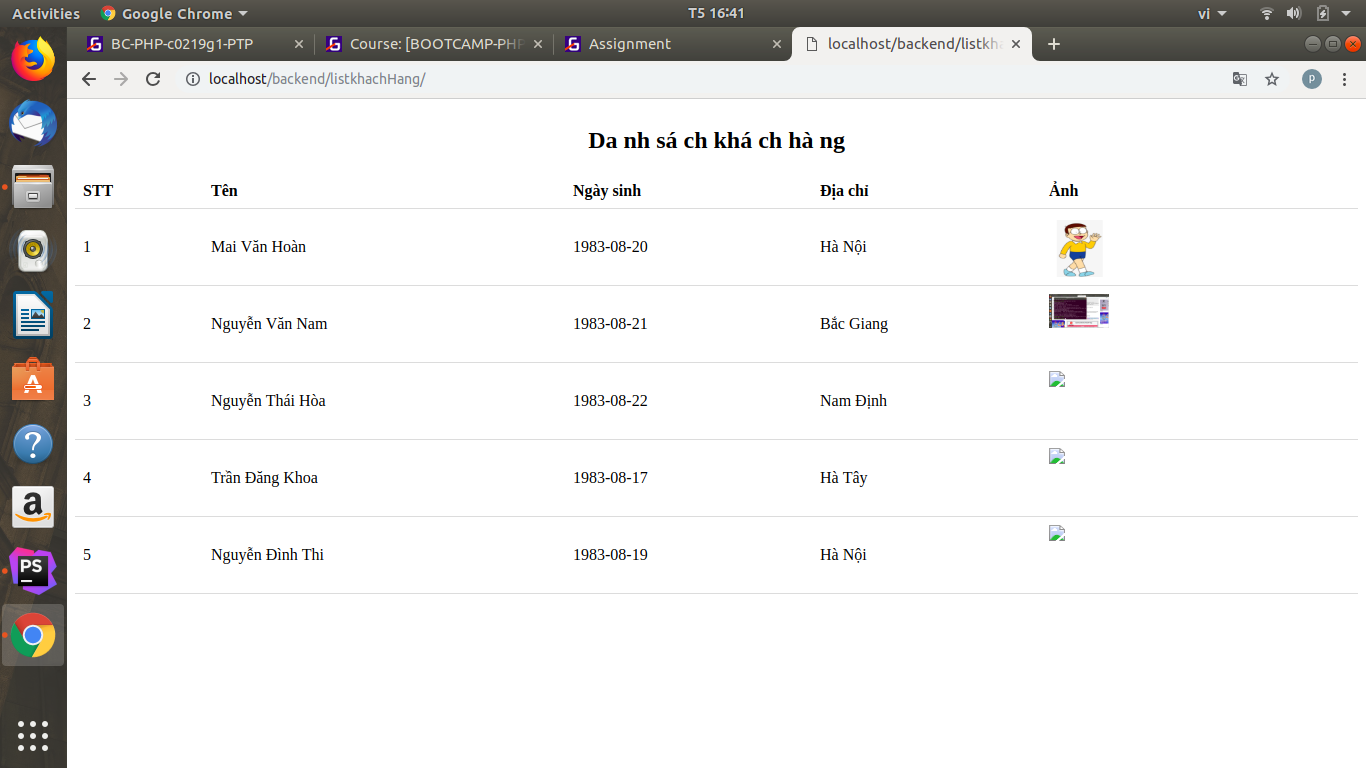 Activities Google Chrome T5 16:41 vi
BC-PHP-c0219g1-PTP Course: [BOOTCAMP-PHP Assignment localhost/backend/listkha
localhost/backend/listkhachHang/ p
Da nh sá ch khá ch hà ng
STT Tên Ngày sinh Địa chỉ Ảnh
1 Mai Văn Hoàn 1983-08-20 Hà Nội
2 Nguyễn Văn Nam 1983-08-21 Bắc Giang
3 Nguyễn Thái Hòa 1983-08-22 Nam Định
4 Trần Đăng Khoa 1983-08-17 Hà Tây
5 Nguyễn Đình Thi 1983-08-19 Hà Nội
PS